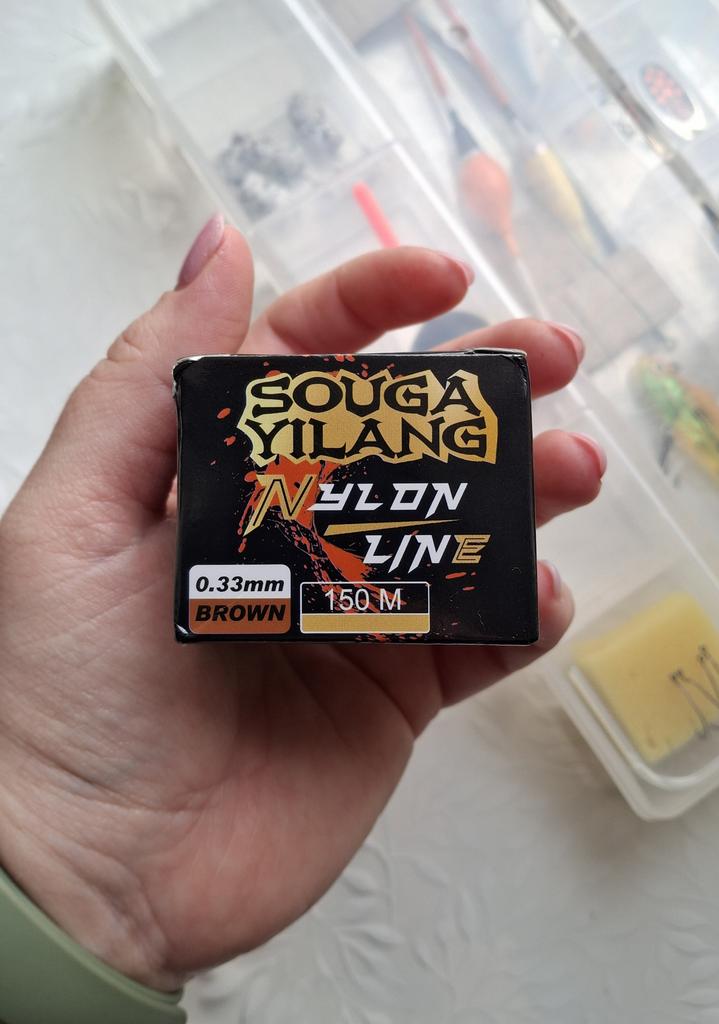 SOUGA
YILANG
NYLON
LINE
0.33mm
BROWN
150 M